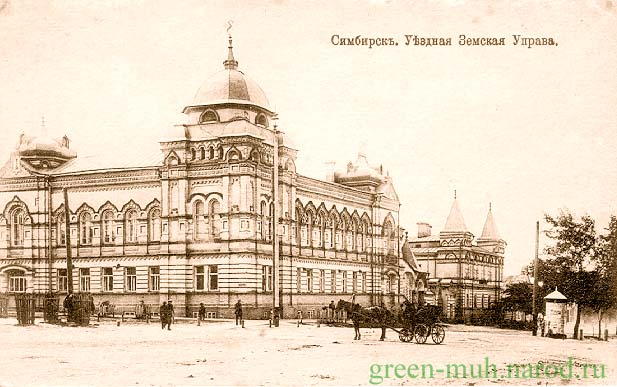 Симбирскъ. Уѣздная Земская Управа.
green-muh.narod.ru